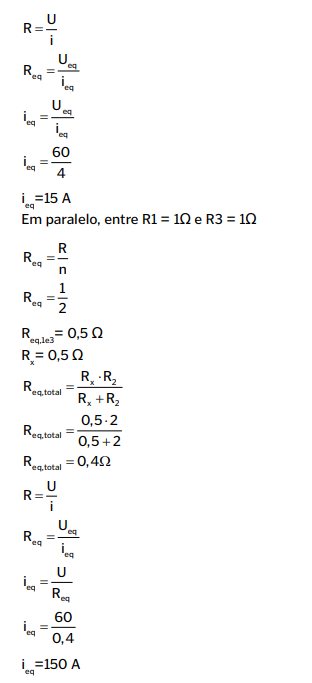 R = U/i
R_eq = U_eq/i_eq
i_eq = U_eq/i_eq
i_eq = 60/4
i_eq=15 A
Em paralelo, entre R1 = 1Ω e R3 = 1Ω
R_eq = R/n
R_eq = 1/2
R_eq,1e3= 0,5 Ω
R_x = 0,5 Ω
R_eq,total = R_x · R_2/R_x + R_2
R_eq,total = 0,5 · 2/0,5 + 2
R_eq,total = 0,4Ω
R = U/i
R_eq = U_eq/i_eq
i_eq = U/R_eq
i_eq = 60/0,4
i_eq=150 A